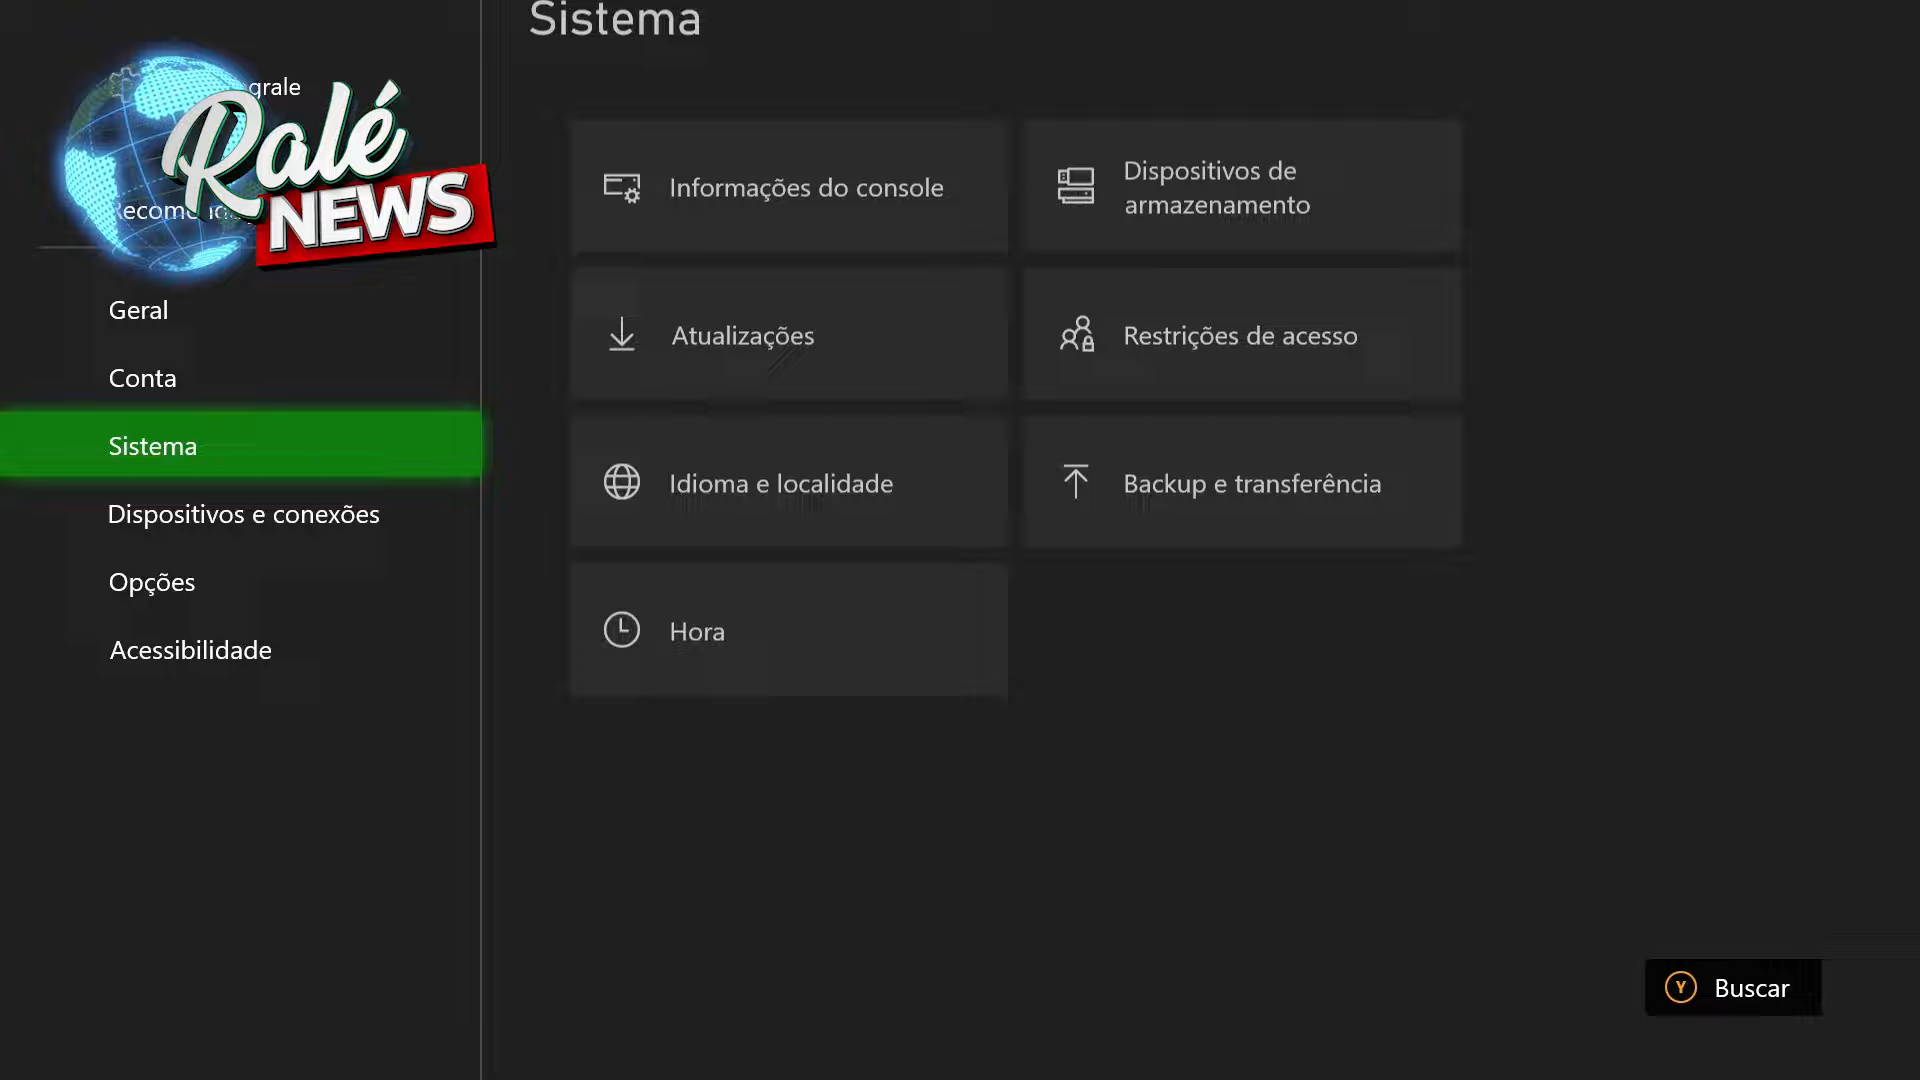 Sistema
grale
Ralé
NEWS
Geral
Conta
Sistema
Dispositivos e conexões
Opções
Acessibilidade
Informações do console
Dispositivos de
armazenamento
Atualizações
Restrições de acesso
Idioma e localidade
Backup e transferência
Hora
Y Buscar